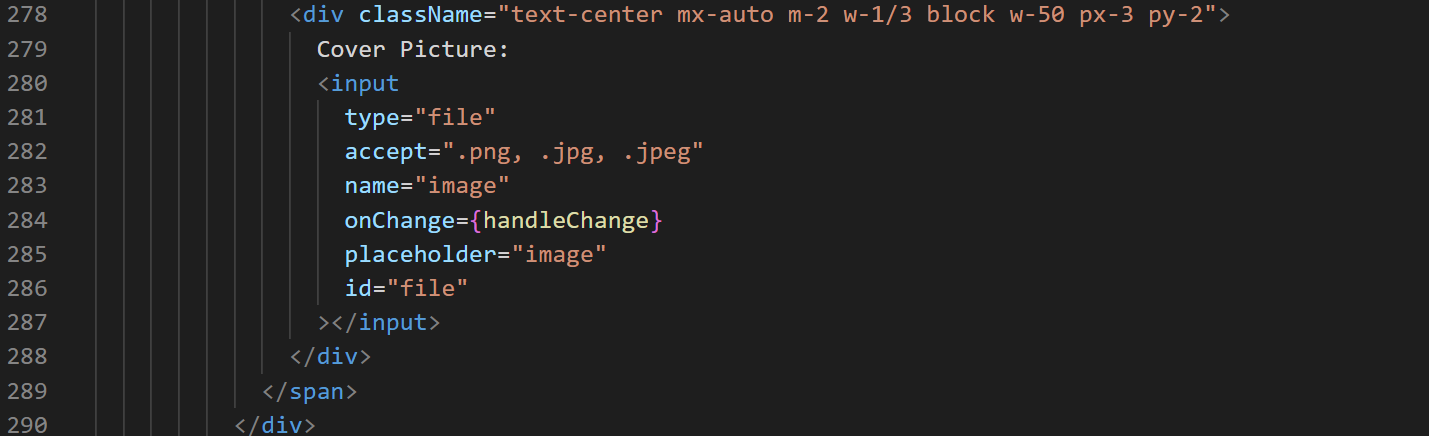 278 <div className="text-center mx-auto m-2 w-1/3 block w-50 px-3 py-2">
279 Cover Picture:
280 <input
281 type="file"
282 accept=".png, .jpg, .jpeg"
283 name="image"
284 onChange={handleChange}
285 placeholder="image"
286 id="file"
287 ></input>
288 </div>
289 </span>
290 </div>